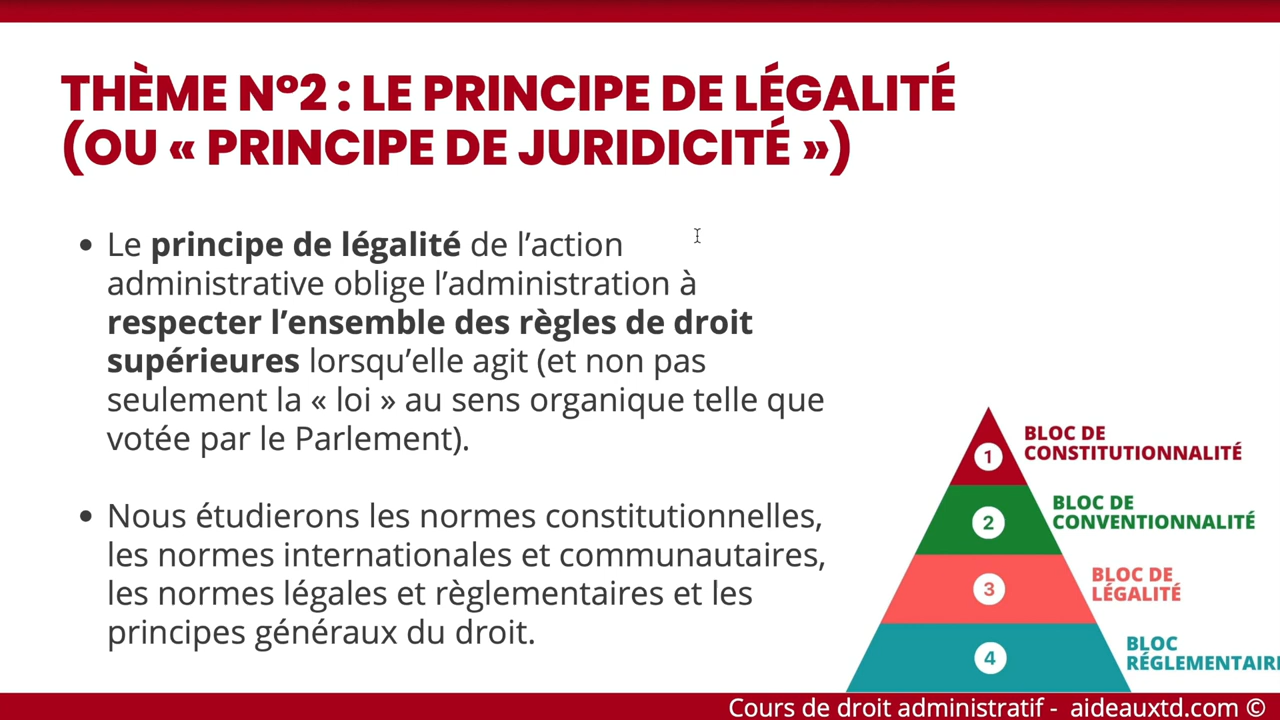 THÈME N°2 : LE PRINCIPE DE LÉGALITÉ
(OU « PRINCIPE DE JURIDICITÉ »)
Le principe de légalité de l’action
administrative oblige l’administration à
respecter l’ensemble des règles de droit
supérieures lorsqu’elle agit (et non pas
seulement la « loi » au sens organique telle que
votée par le Parlement).
Nous étudierons les normes constitutionnelles,
les normes internationales et communautaires,
les normes légales et règlementaires et les
principes généraux du droit.
1
BLOC DE
CONSTITUTIONNALITÉ
2
BLOC DE
CONVENTIONNALITÉ
3
BLOC DE
LÉGALITÉ
4
BLOC
RÉGLEMENTAIRE
Cours de droit administratif - aideauxtd.com ©